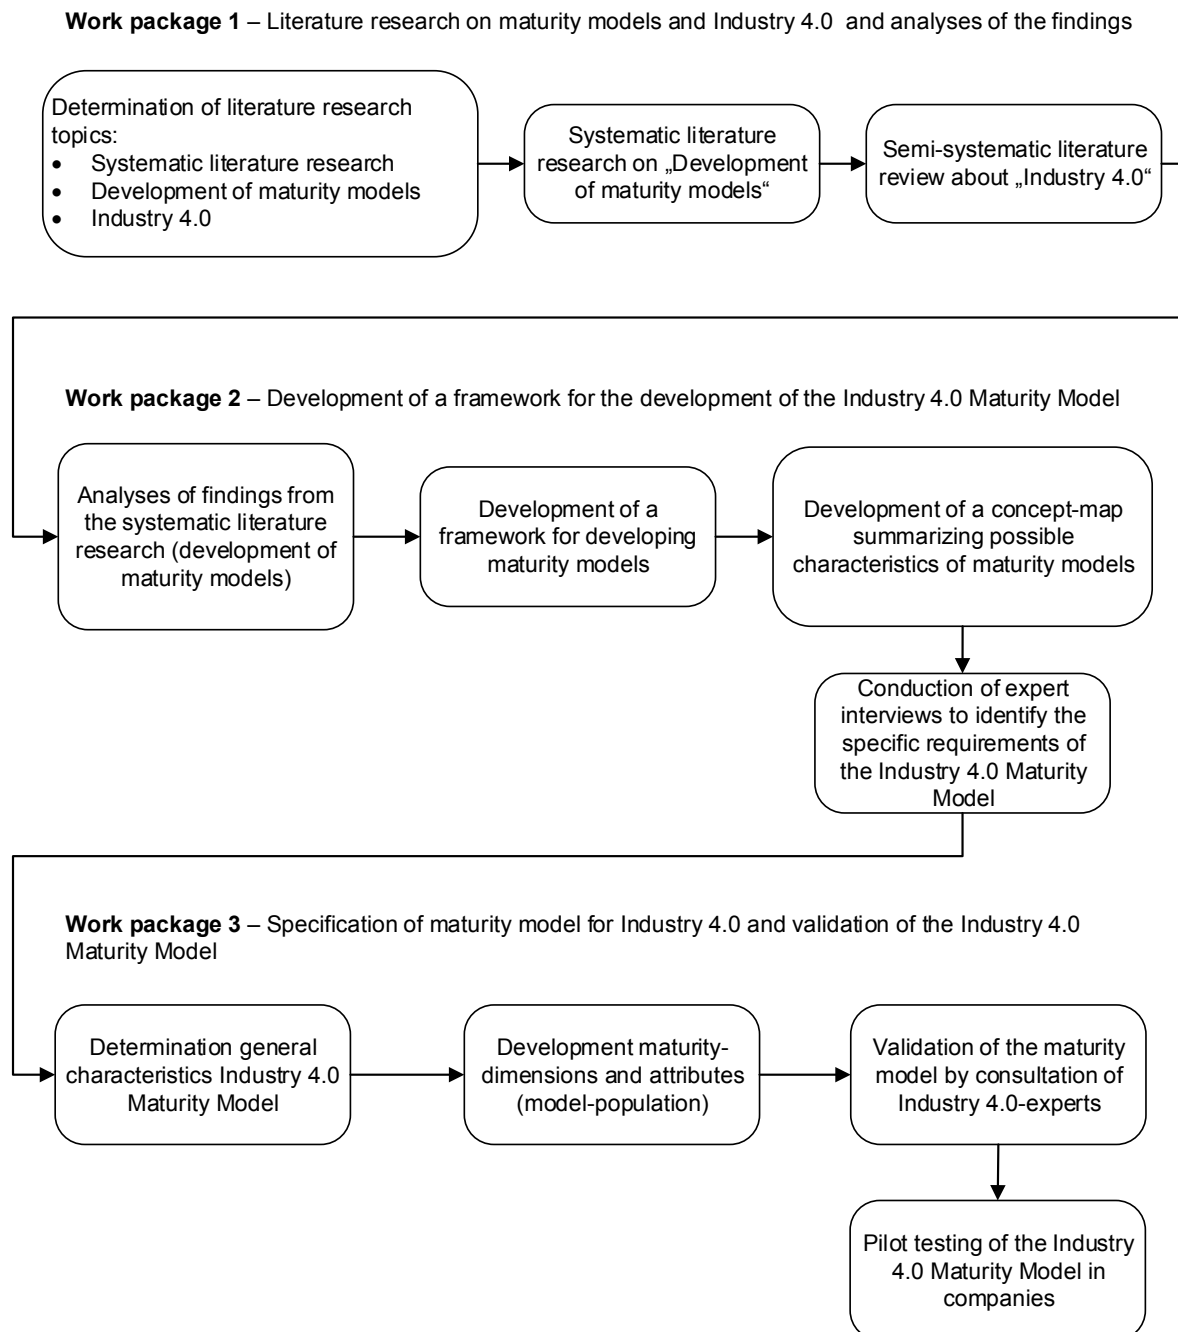 Work package 1 – Literature research on maturity models and Industry 4.0  and analyses of the findings
Determination of literature research
topics:
• Systematic literature research
• Development of maturity models
• Industry 4.0
Systematic literature
research on „Development
of maturity models“
Semi-systematic literature
review about „Industry 4.0“
Work package 2 – Development of a framework for the development of the Industry 4.0 Maturity Model
Analyses of findings from
the systematic literature
research (development of
maturity models)
Development of a
framework for developing
maturity models
Development of a concept-map
summarizing possible
characteristics of maturity models
Conduction of expert
interviews to identify the
specific requirements of
the Industry 4.0 Maturity
Model
Work package 3 – Specification of maturity model for Industry 4.0 and validation of the Industry 4.0
Maturity Model
Determination general
characteristics Industry 4.0
Maturity Model
Development maturity-
dimensions and attributes
(model-population)
Validation of the maturity
model by consultation of
Industry 4.0-experts
Pilot testing of the Industry
4.0 Maturity Model in
companies